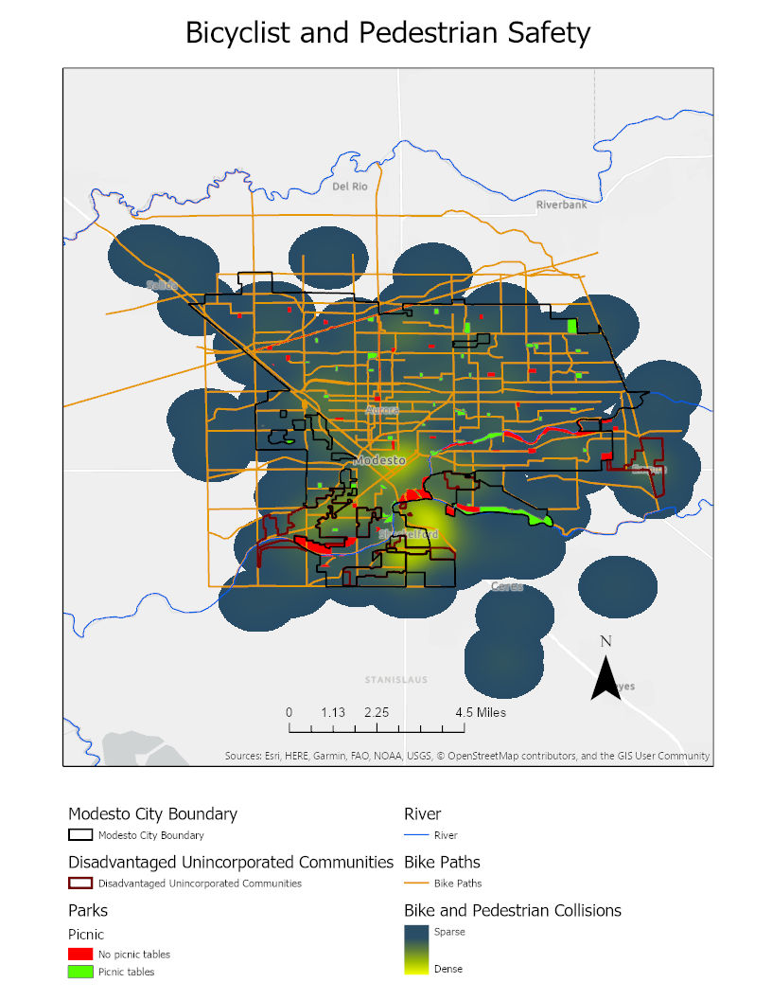 Bicyclist and Pedestrian Safety
Del Rio
Riverbank
Salida
Aurora
Modesto
Empire
Shackelford
Ceres
STANISLAUS
N
eyes
0 1.13 2.25 4.5 Miles
Sources: Esri, HERE, Garmin, FAO, NOAA, USGS, © OpenStreetMap contributors, and the GIS User Community
Modesto City Boundary
Modesto City Boundary
Disadvantaged Unincorporated Communities
Disadvantaged Unincorporated Communities
Parks
Picnic
No picnic tables
Picnic tables
River
River
Bike Paths
Bike Paths
Bike and Pedestrian Collisions
Sparse
Dense